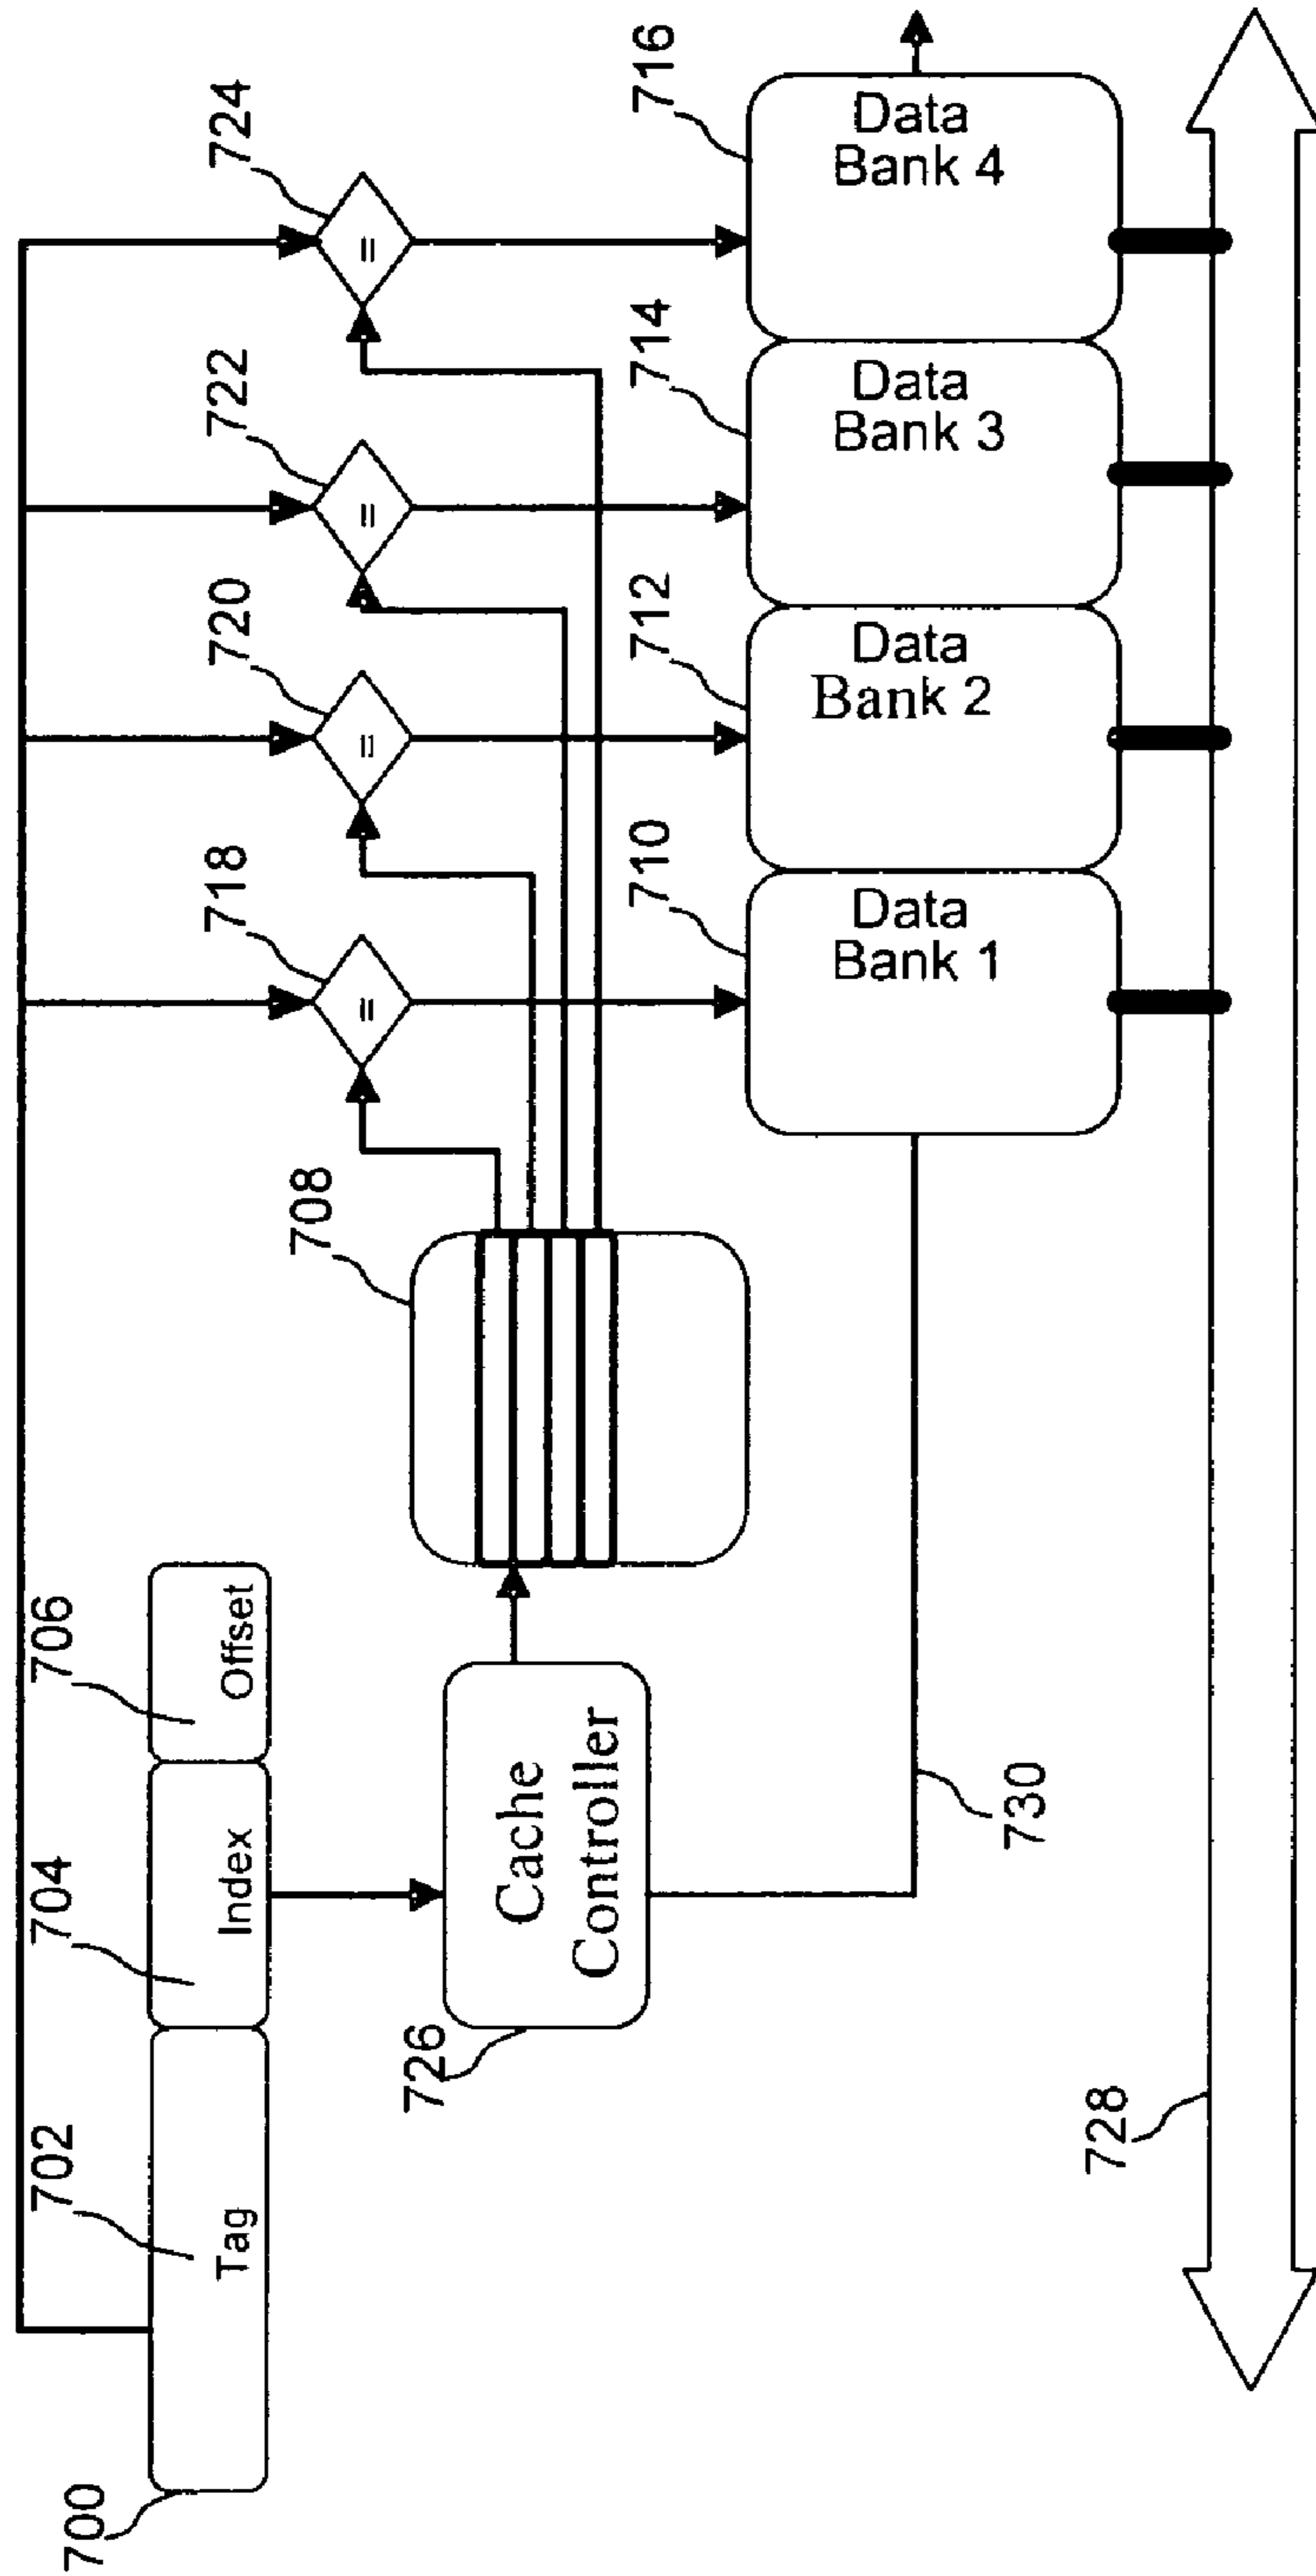 724
722
720
718
702
704
706
Tag
Index
Offset
=
=
=
=
700
708
716
714
712
710
726
Cache
Controller
Data
Bank 1
Data
Bank 2
Data
Bank 3
Data
Bank 4
730
728